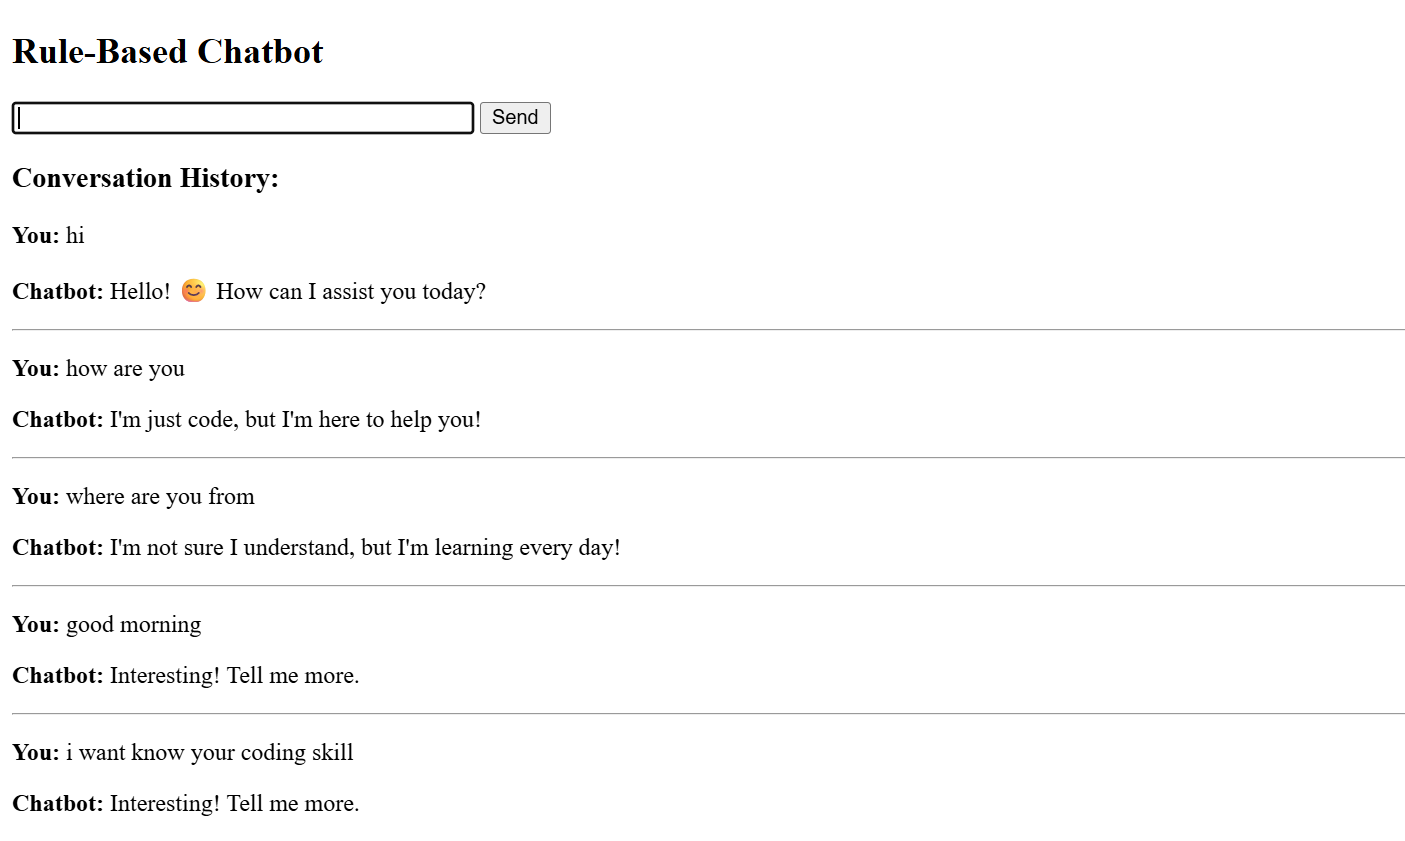 Rule-Based Chatbot
Send
Conversation History:
You: hi
Chatbot: Hello! 😊 How can I assist you today?
You: how are you
Chatbot: I'm just code, but I'm here to help you!
You: where are you from
Chatbot: I'm not sure I understand, but I'm learning every day!
You: good morning
Chatbot: Interesting! Tell me more.
You: i want know your coding skill
Chatbot: Interesting! Tell me more.